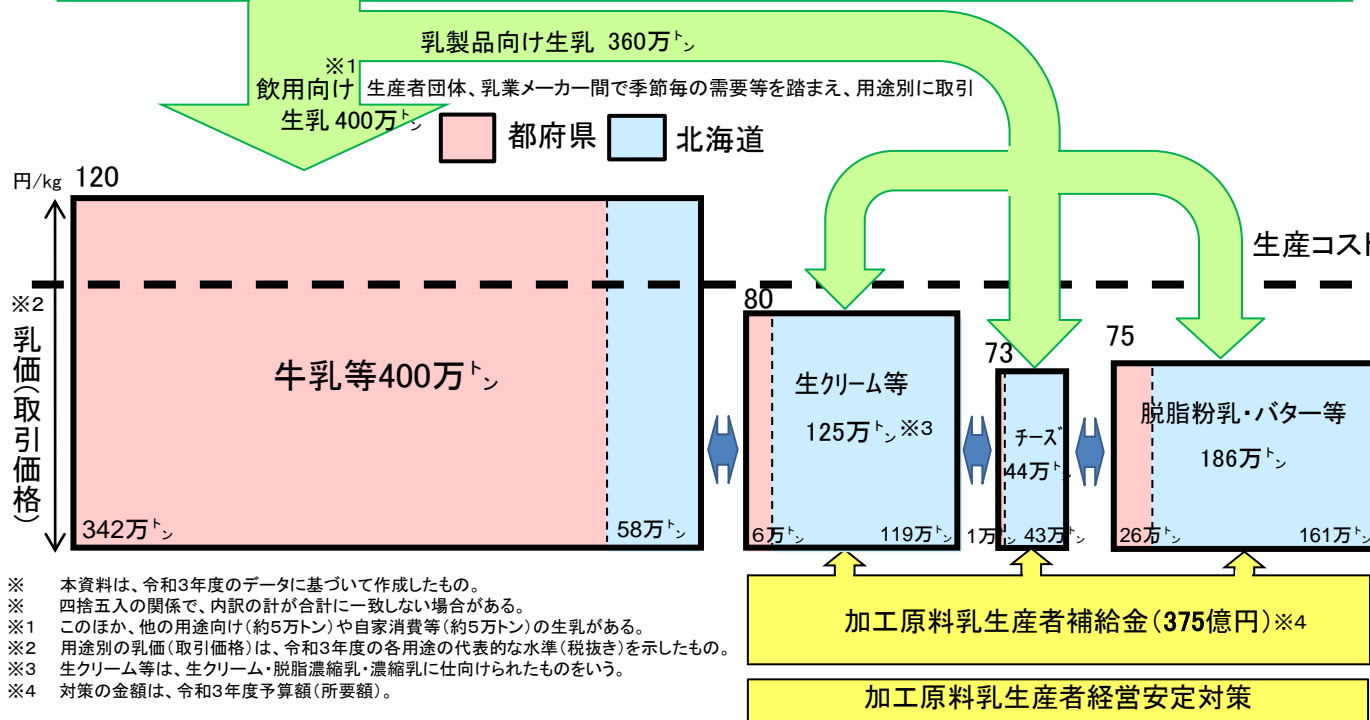 乳製品向け生乳 360万トン
※1
飲用向け
生乳 400万トン
生産者団体、乳業メーカー間で季節毎の需要等を踏まえ、用途別に取引
都府県
北海道
円/kg
120
生産コスト
※2
乳価(取引価格)
牛乳等400万トン
342万トン
58万トン
80
生クリーム等
125万トン※3
6万トン
119万トン
73
チーズ
44万トン
1万トン
43万トン
75
脱脂粉乳・バター等
186万トン
26万トン
161万トン
加工原料乳生産者補給金(375億円)※4
加工原料乳生産者経営安定対策
※ 本資料は、令和3年度のデータに基づいて作成したもの。
※ 四捨五入の関係で、内訳の計が合計に一致しない場合がある。
※1 このほか、他の用途向け(約5万トン)や自家消費等(約5万トン)の生乳がある。
※2 用途別の乳価(取引価格)は、令和3年度の各用途の代表的な水準(税抜き)を示したもの。
※3 生クリーム等は、生クリーム・脱脂濃縮乳・濃縮乳に仕向けられたものをいう。
※4 対策の金額は、令和3年度予算額(所要額)。